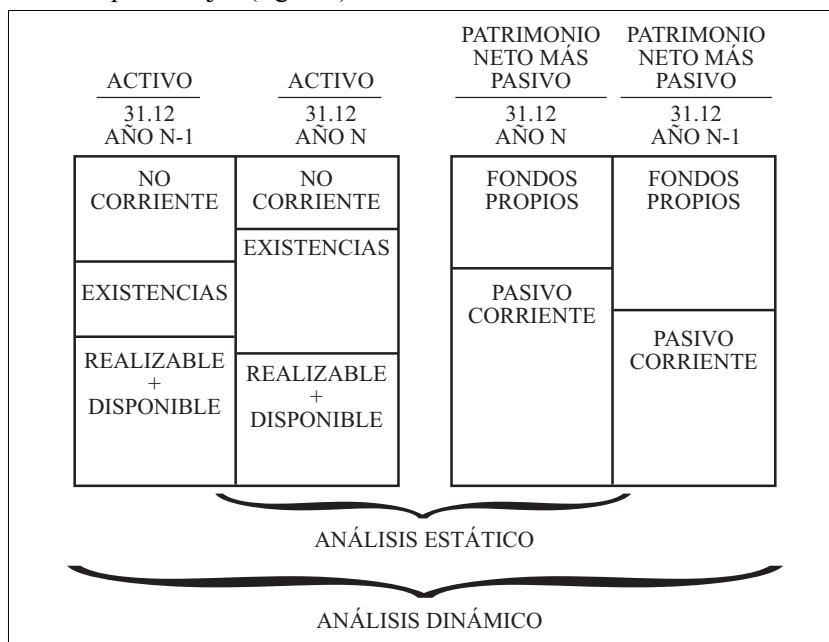 ACTIVO
31.12
AÑO N-1
ACTIVO
31.12
AÑO N
PATRIMONIO
NETO MÁS
PASIVO
31.12
AÑO N
PATRIMONIO
NETO MÁS
PASIVO
31.12
AÑO N-1
NO
CORRIENTE
EXISTENCIAS
REALIZABLE
+
DISPONIBLE
NO
CORRIENTE
EXISTENCIAS
REALIZABLE
+
DISPONIBLE
FONDOS
PROPIOS
PASIVO
CORRIENTE
FONDOS
PROPIOS
PASIVO
CORRIENTE
ANÁLISIS ESTÁTICO
ANÁLISIS DINÁMICO